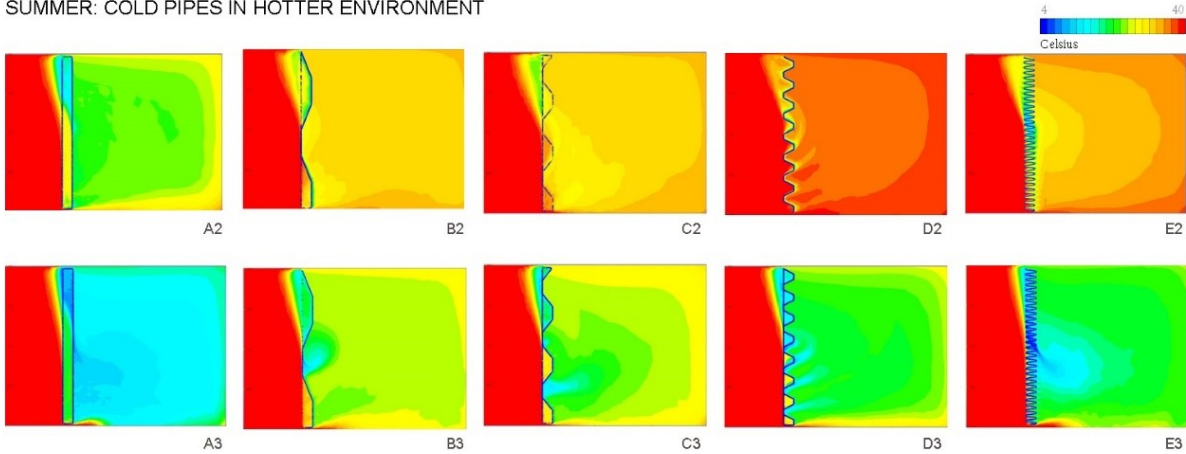 SUMMER: COLD PIPES IN HOTTER ENVIRONMENT
4 40
Celsius
A2 B2 C2 D2 E2
A3 B3 C3 D3 E3